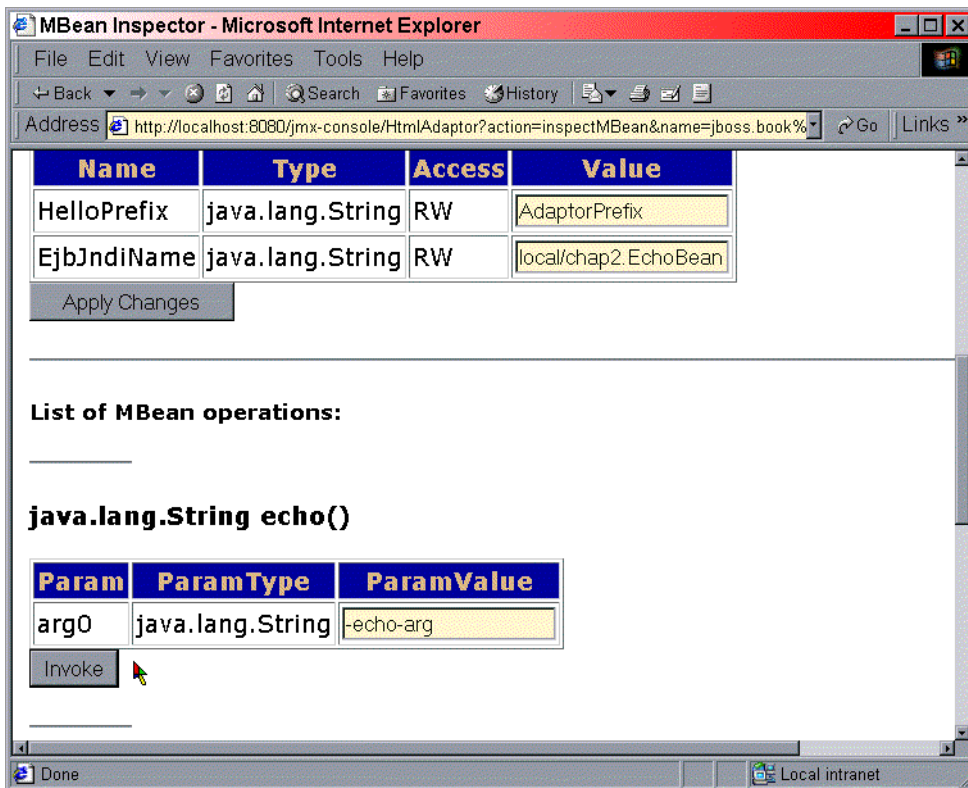 MBean Inspector - Microsoft Internet Explorer
File Edit View Favorites Tools Help
Back Search Favorites History
Address http://localhost:8080/jmx-console/HtmlAdaptor?action=inspectMBean&name=jboss.book% Go Links »
Name Type Access Value
HelloPrefix java.lang.String RW AdaptorPrefix
EjbJndiName java.lang.String RW local/chap2.EchoBean
Apply Changes
List of MBean operations:
java.lang.String echo()
Param ParamType ParamValue
arg0 java.lang.String -echo-arg
Invoke
Done Local intranet